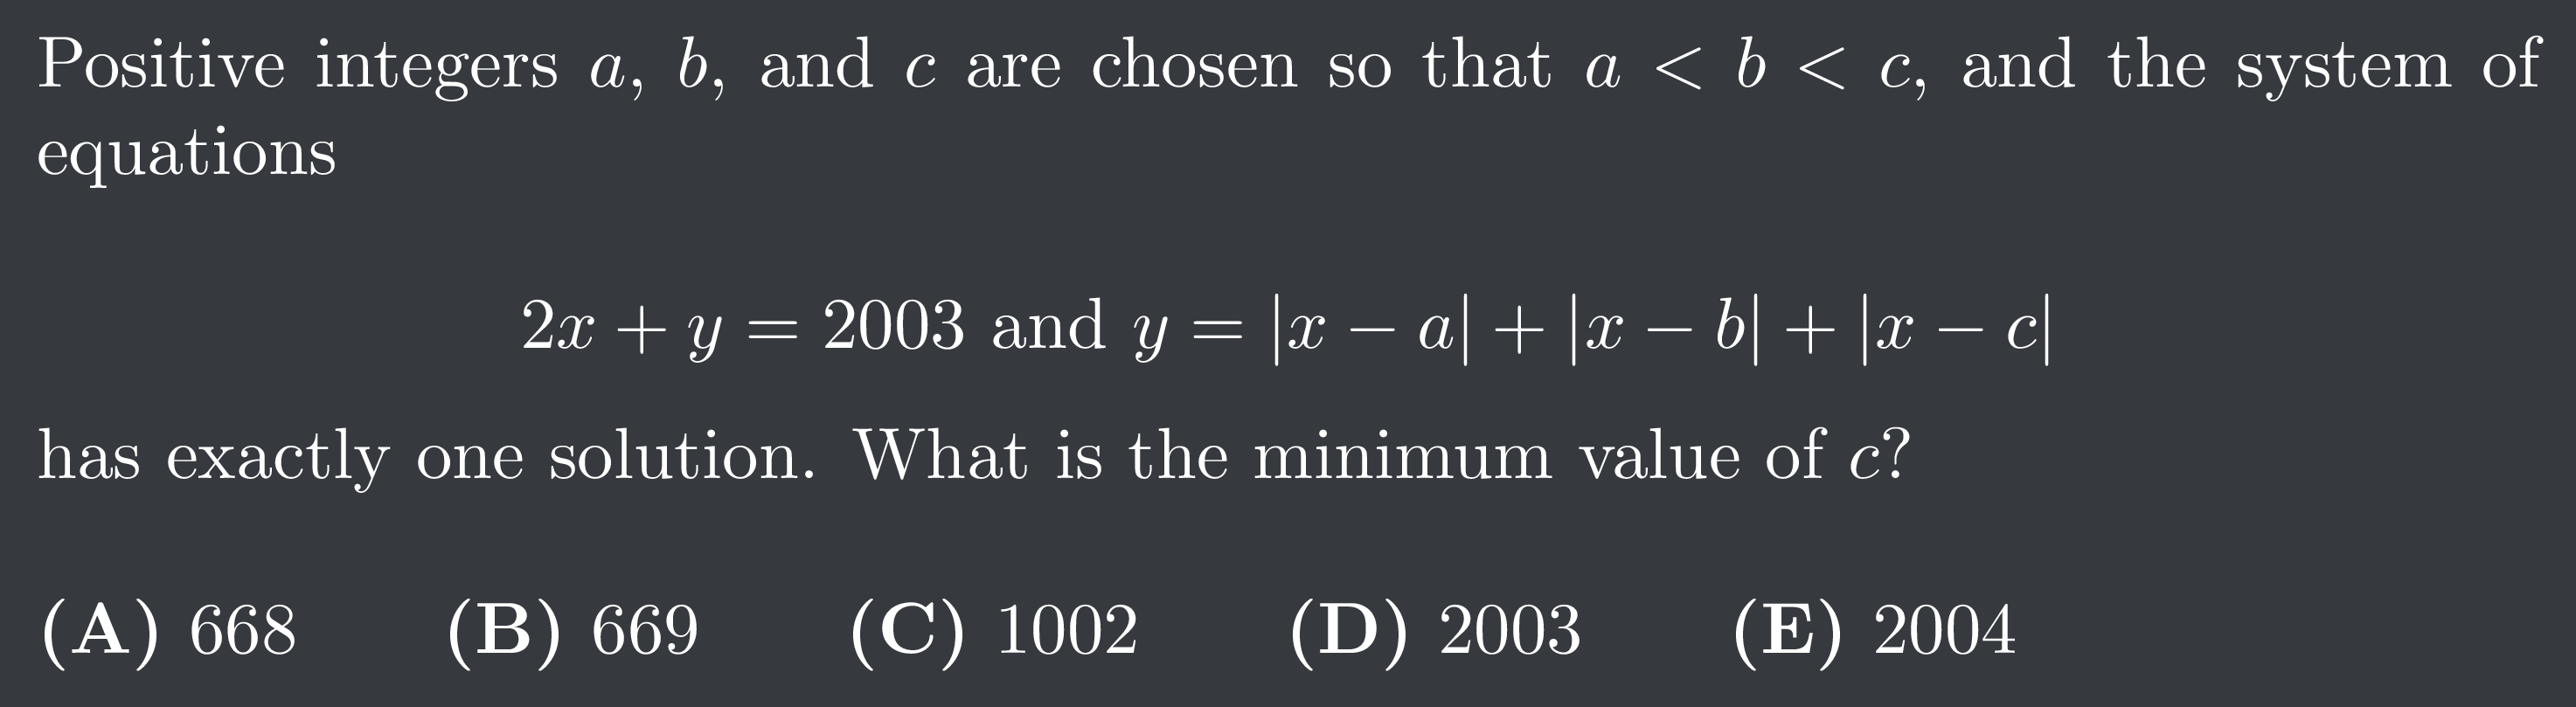 Positive integers a, b, and c are chosen so that a < b < c, and the system of
equations
2x + y = 2003 and y = |x − a| + |x − b| + |x − c|
has exactly one solution. What is the minimum value of c?
(A) 668 (B) 669 (C) 1002 (D) 2003 (E) 2004